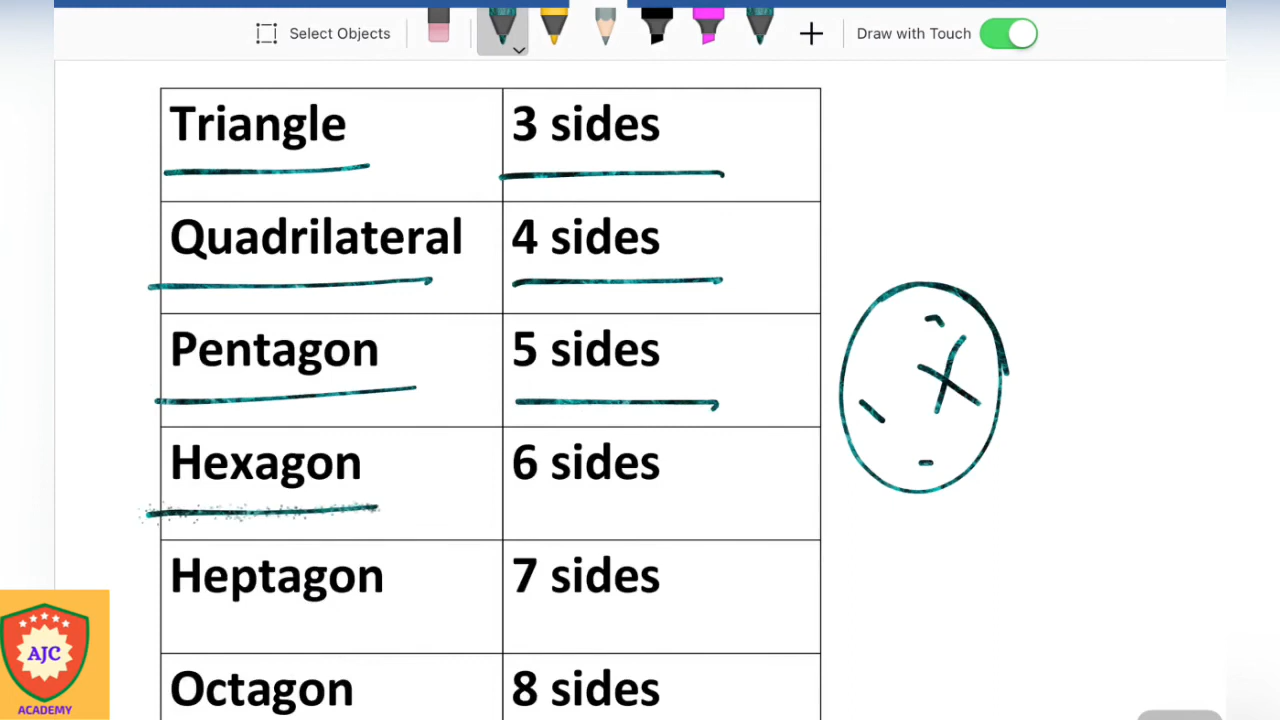 Select Objects
Draw with Touch
Triangle 3 sides
Quadrilateral 4 sides
Pentagon 5 sides
Hexagon 6 sides
Heptagon 7 sides
Octagon 8 sides
AJC
ACADEMY